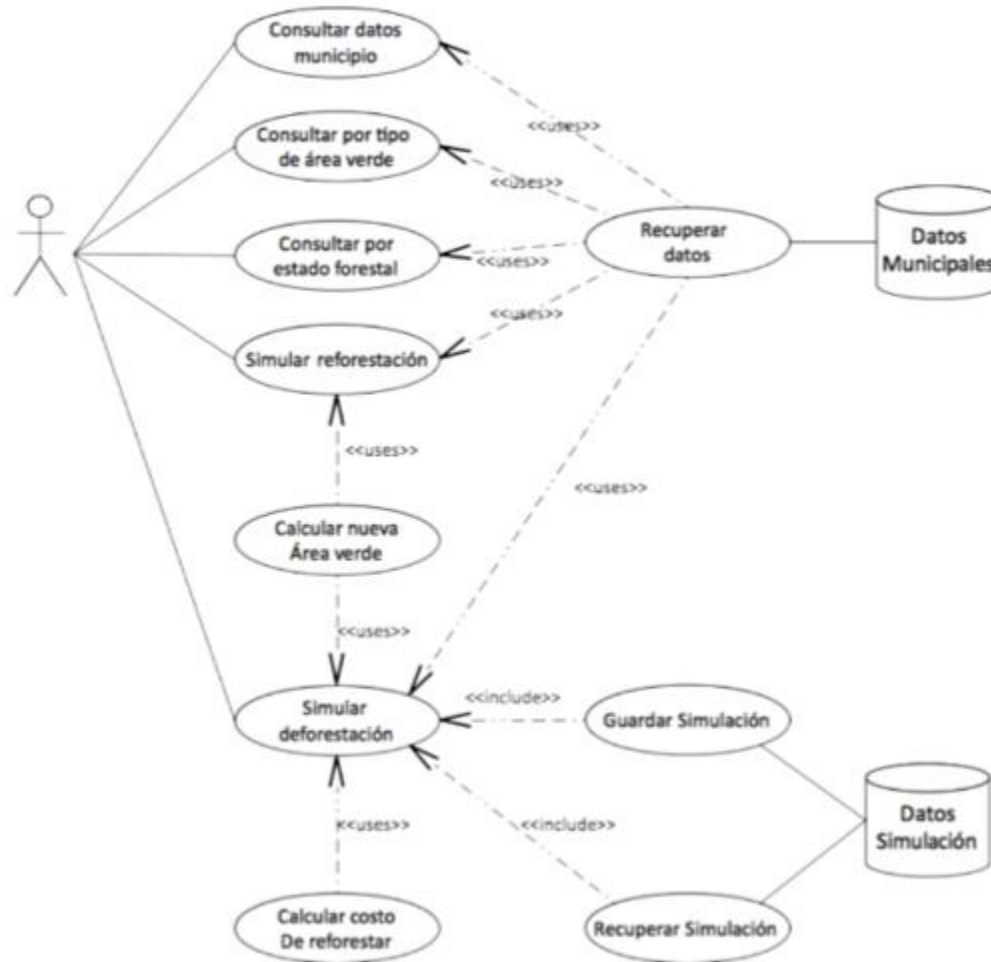 Consultar datos
municipio
<<uses>>
Consultar por tipo
de área verde
<<uses>>
Recuperar
datos
Datos
Municipales
Consultar por
estado forestal
<<uses>>
<<uses>>
Simular reforestación
<<uses>>
<<uses>>
Calcular nueva
Área verde
<<uses>>
Simular
deforestación
<<include>>
Guardar Simulación
Datos
Simulación
<<uses>>
<<include>>
Calcular costo
De reforestar
Recuperar Simulación